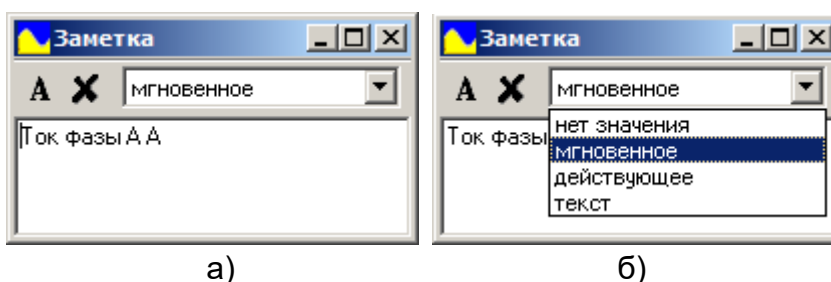 Заметка
A мгновенное
Ток фазы A A
а)
Заметка
A мгновенное
Ток фазы
нет значения
мгновенное
действующее
текст
б)